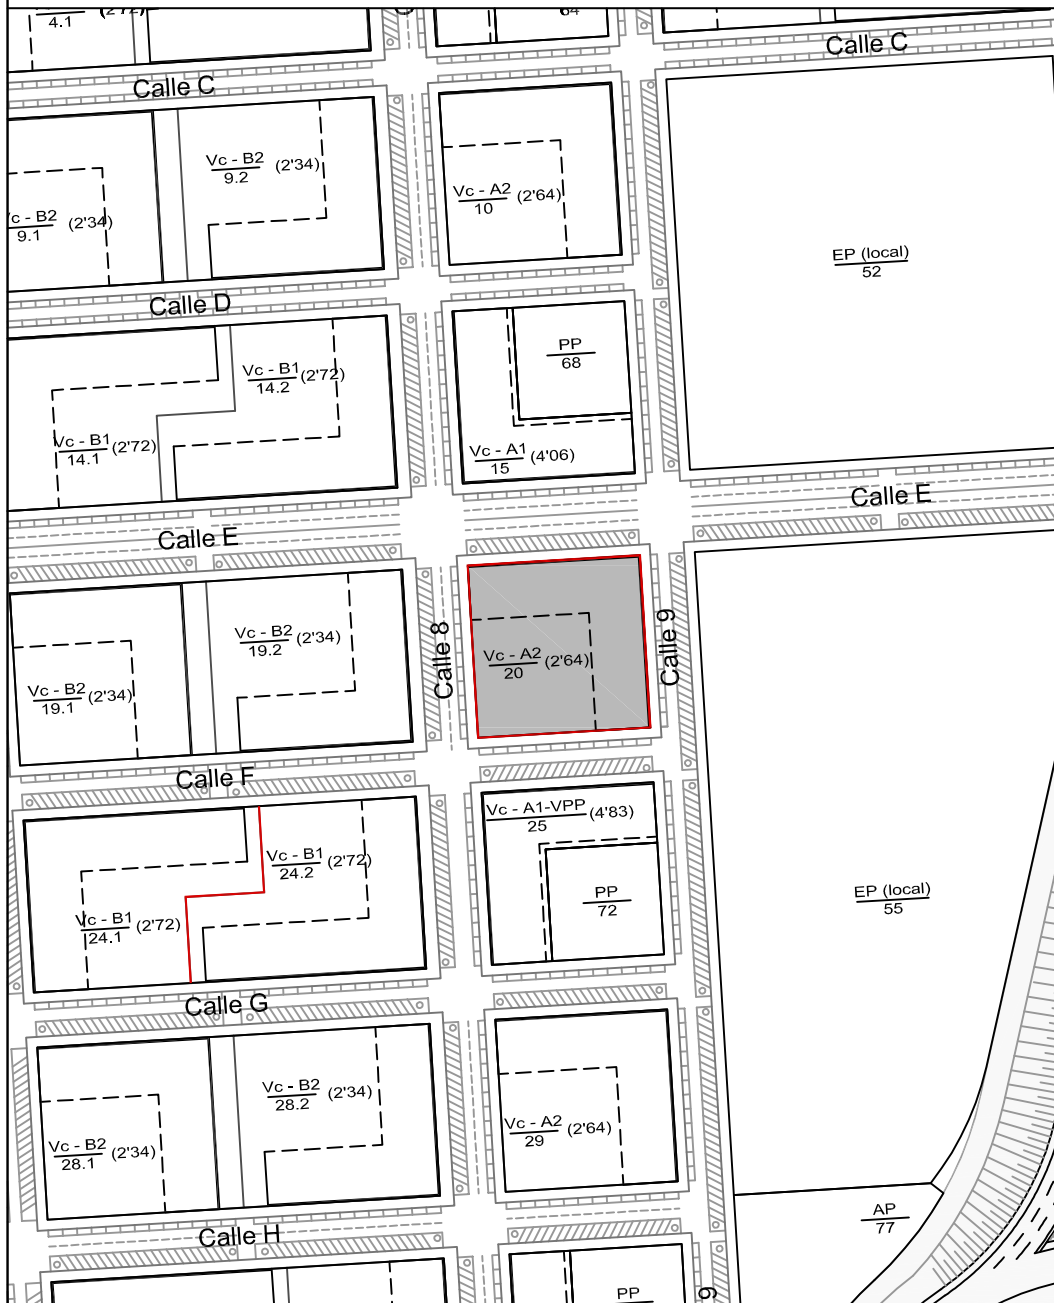 4.1
64
Calle C
Calle C
Vc - B2 (2'34)
9.2
Vc - A2 (2'64)
10
Vc - B2 (2'34)
9.1
EP (local)
52
Calle D
PP
68
Vc - B1 (2'72)
14.2
Vc - B1 (2'72)
14.1
Vc - A1 (4'06)
15
Calle E
Calle E
Calle 8
Calle 9
Vc - B2 (2'34)
19.2
Vc - A2 (2'64)
20
Vc - B2 (2'34)
19.1
Calle F
Vc - A1-VPP (4'83)
25
Vc - B1 (2'72)
24.2
PP
72
EP (local)
55
Vc - B1 (2'72)
24.1
Calle G
Vc - B2 (2'34)
28.2
Vc - A2 (2'64)
29
Vc - B2 (2'34)
28.1
AP
77
Calle H
PP
9